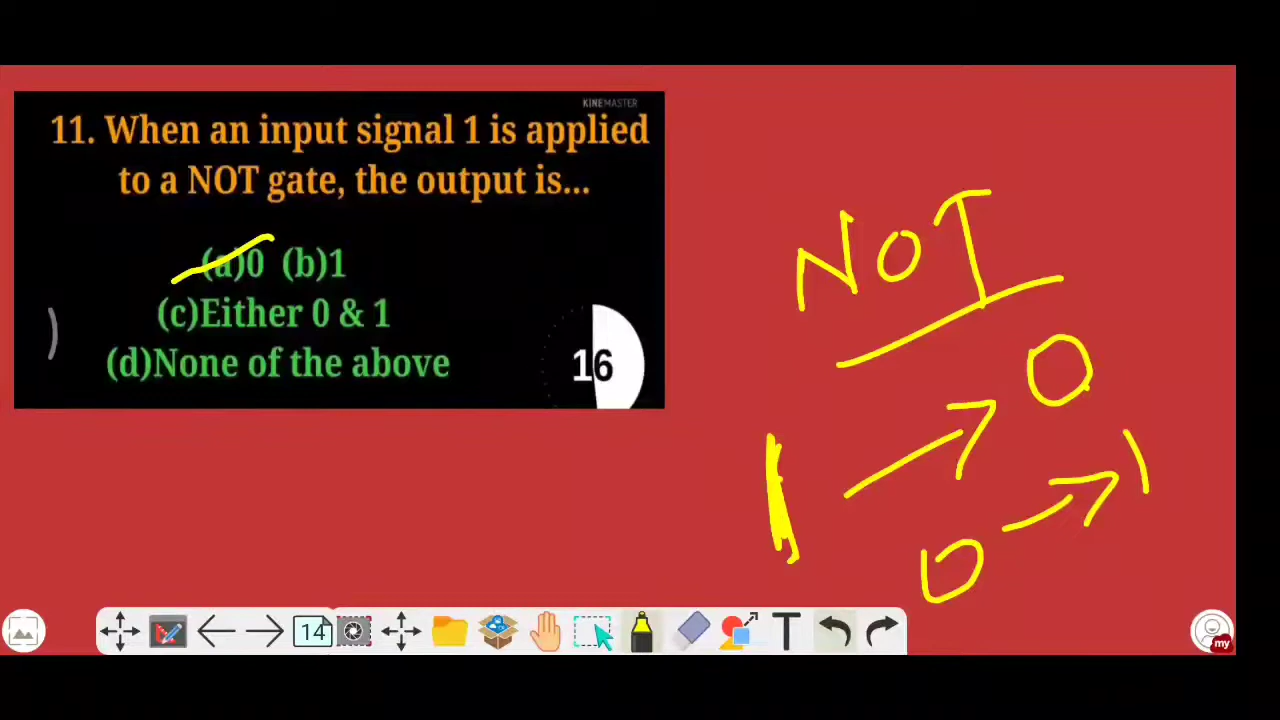 KINEMASTER
11. When an input signal 1 is applied
to a NOT gate, the output is...
(a)0 (b)1
(c)Either 0 & 1
(d)None of the above
16
NOT
1 → 0
0 → 1
14
T
my